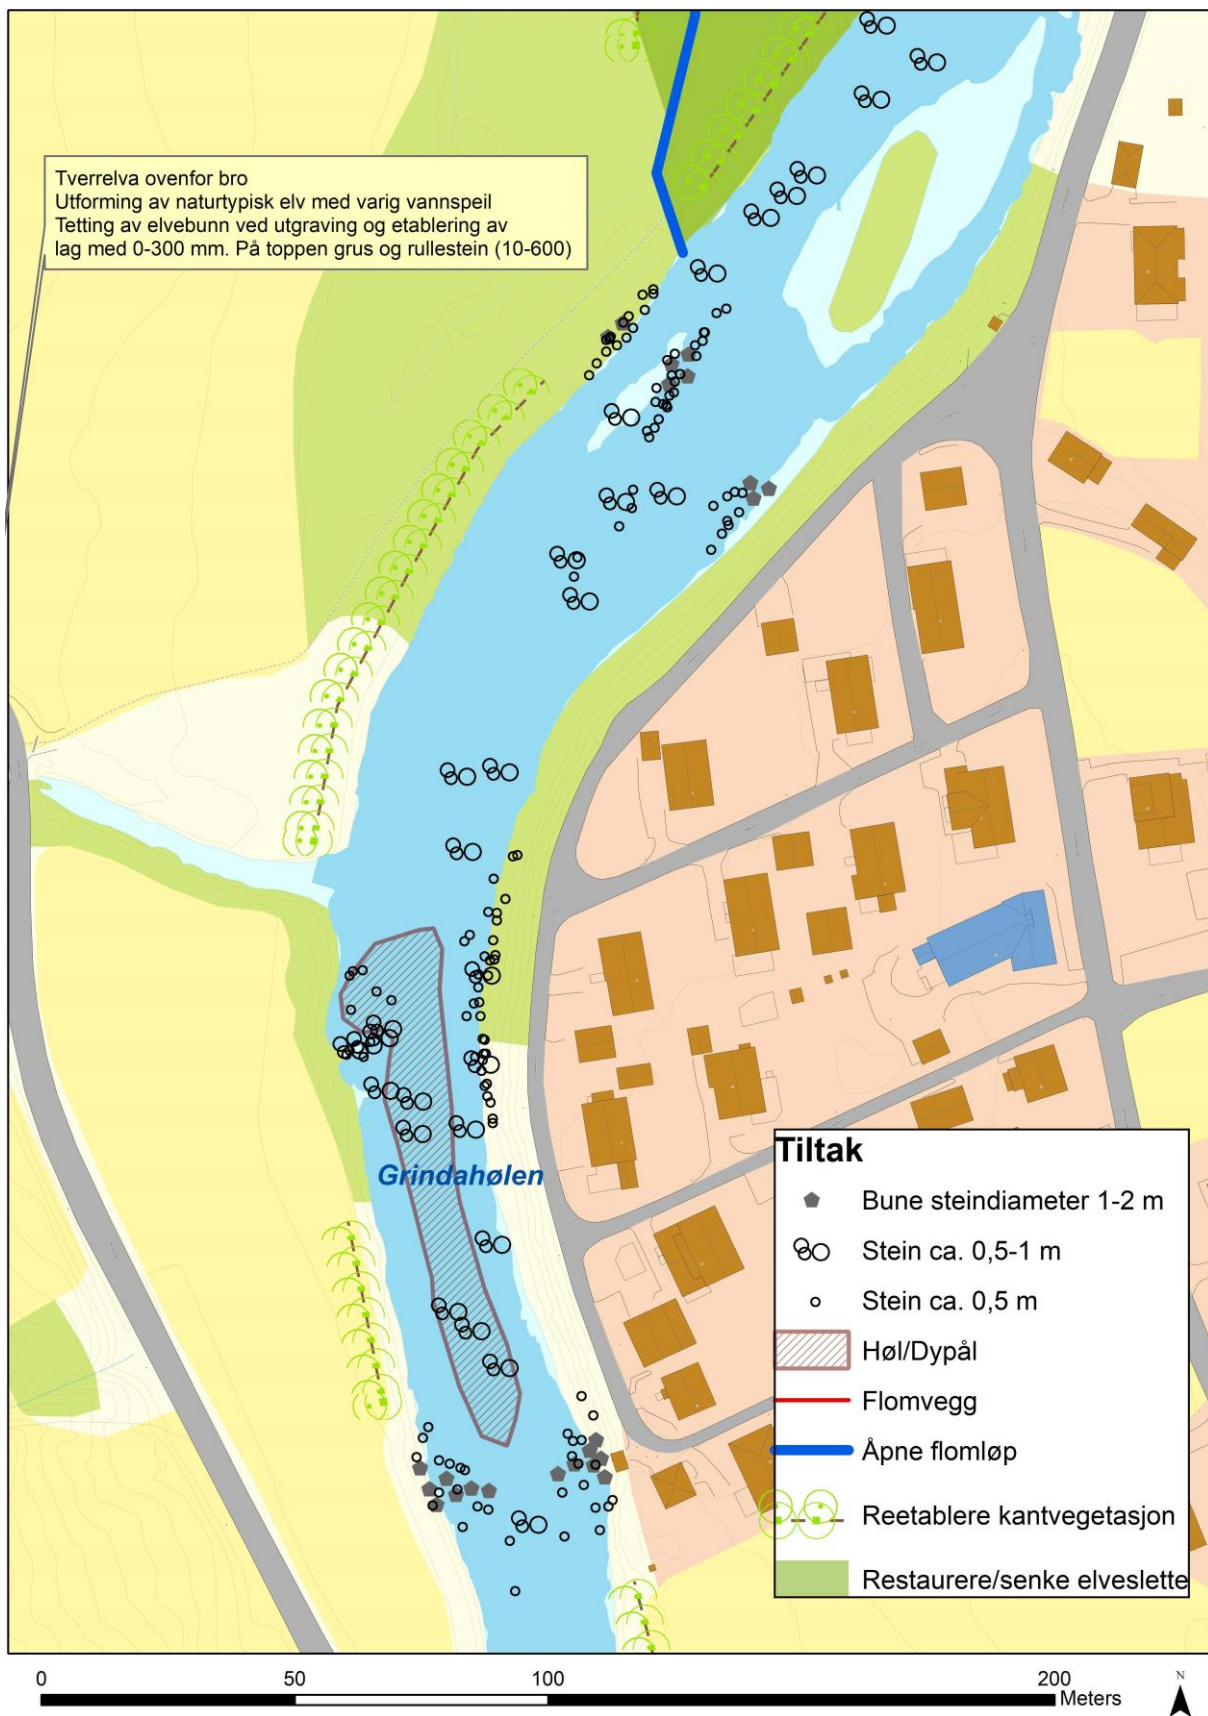 Tverrelva ovenfor bro
Utforming av naturtypisk elv med varig vannspeil
Tetting av elvebunn ved utgraving og etablering av
lag med 0-300 mm. På toppen grus og rullestein (10-600)
Grindahølen
Tiltak
Bune steindiameter 1-2 m
Stein ca. 0,5-1 m
Stein ca. 0,5 m
Høl/Dypål
Flomvegg
Åpne flomløp
Reetablere kantvegetasjon
Restaurere/senke elveslette
0 50 100 200
Meters
N